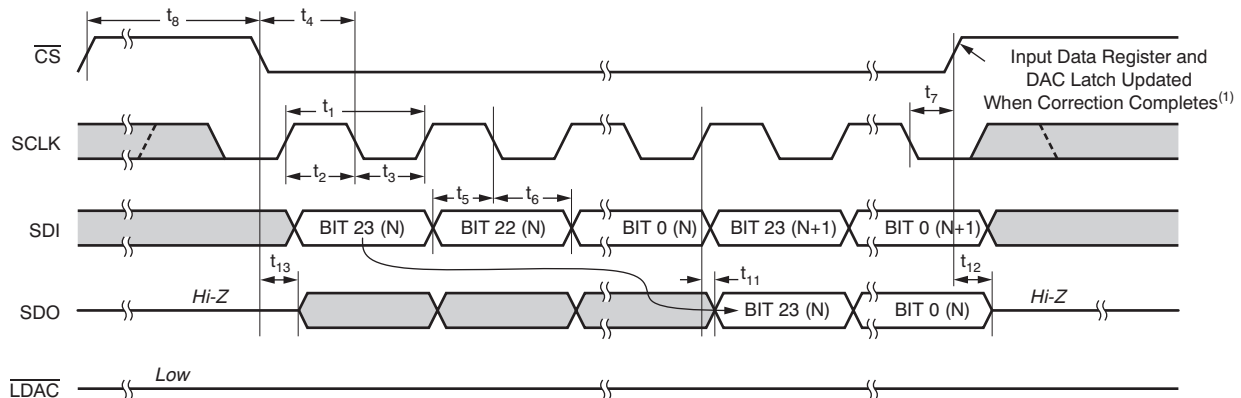 t8
t4
CS
Input Data Register and
DAC Latch Updated
When Correction Completes(1)
t7
t1
SCLK
t2
t3
t5
t6
SDI
BIT 23 (N)
BIT 22 (N)
BIT 0 (N)
BIT 23 (N+1)
BIT 0 (N+1)
t13
t11
t12
SDO
Hi-Z
BIT 23 (N)
BIT 0 (N)
Hi-Z
LDAC
Low